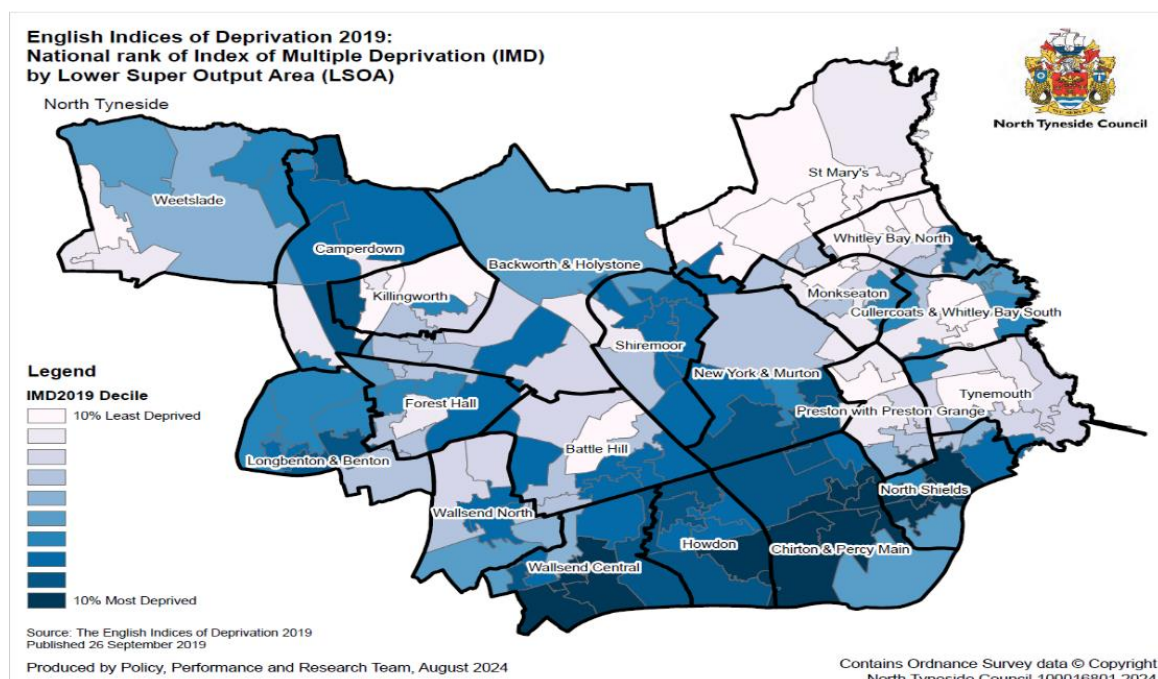 English Indices of Deprivation 2019:
National rank of Index of Multiple Deprivation (IMD)
by Lower Super Output Area (LSOA)
North Tyneside
North Tyneside Council
St Mary's
Weetslade
Whitley Bay North
Camperdown
Backworth & Holystone
Killingworth
Monkseaton
Cullercoats & Whitley Bay South
Shiremoor
New York & Murton
Tynemouth
Forest Hall
Preston with Preston Grange
Battle Hill
Longbenton & Benton
North Shields
Wallsend North
Howdon
Chirton & Percy Main
Wallsend Central
Legend
IMD2019 Decile
10% Least Deprived
10% Most Deprived
Source: The English Indices of Deprivation 2019
Published 26 September 2019
Produced by Policy, Performance and Research Team, August 2024
Contains Ordnance Survey data © Copyright
North Tyneside Council 100016801 2024